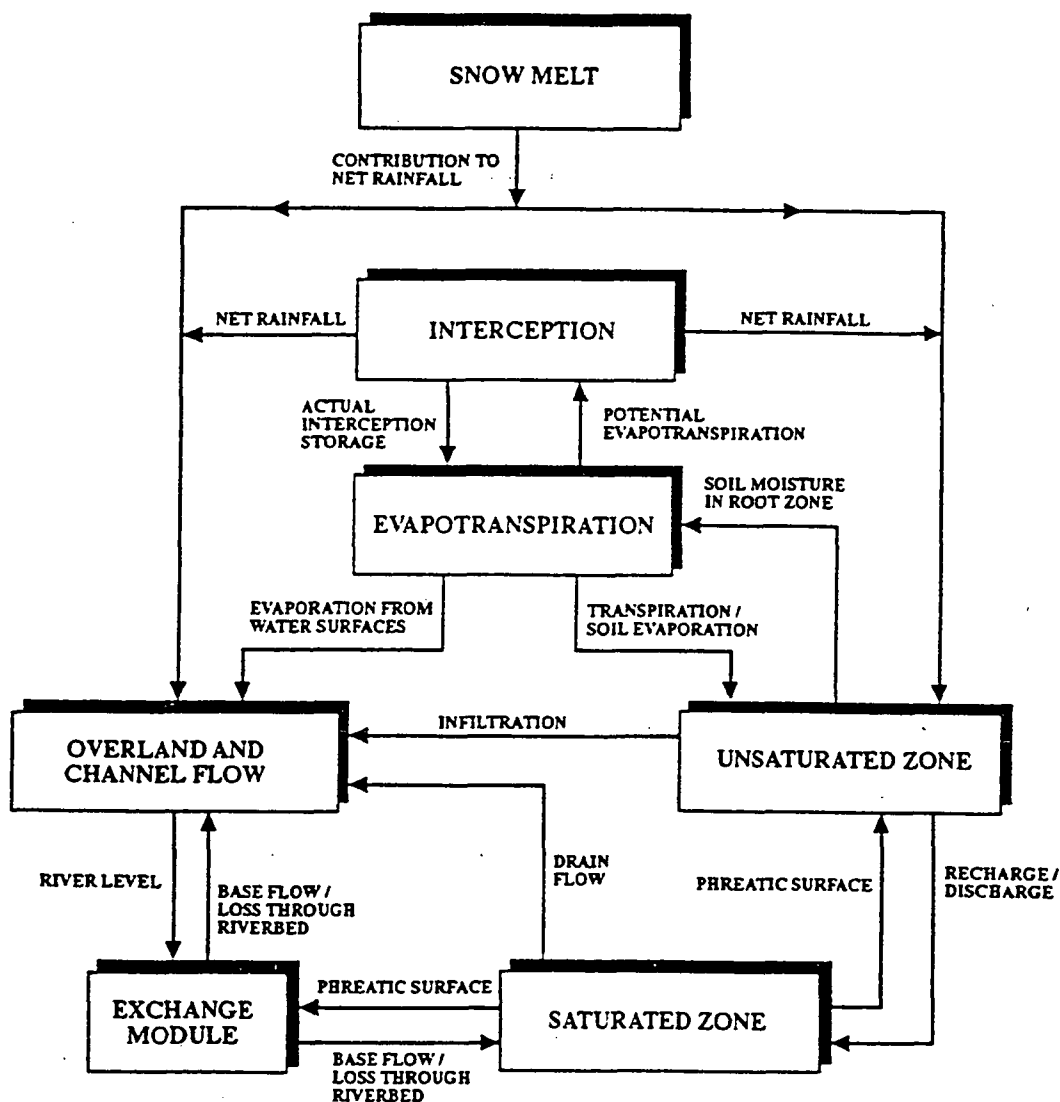 SNOW MELT
CONTRIBUTION TO
NET RAINFALL
NET RAINFALL
INTERCEPTION
NET RAINFALL
ACTUAL
INTERCEPTION
STORAGE
POTENTIAL
EVAPOTRANSPIRATION
SOIL MOISTURE
IN ROOT ZONE
EVAPOTRANSPIRATION
EVAPORATION FROM
WATER SURFACES
TRANSPIRATION /
SOIL EVAPORATION
OVERLAND AND
CHANNEL FLOW
INFILTRATION
UNSATURATED ZONE
RIVER LEVEL
BASE FLOW /
LOSS THROUGH
RIVERBED
DRAIN
FLOW
PHREATIC SURFACE
RECHARGE /
DISCHARGE
EXCHANGE
MODULE
PHREATIC SURFACE
SATURATED ZONE
BASE FLOW /
LOSS THROUGH
RIVERBED